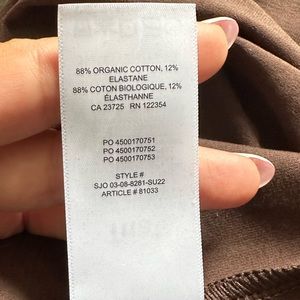 88% ORGANIC COTTON, 12%
ELASTANE
88% COTON BIOLOGIQUE, 12%
ÉLASTHANNE
CA 23725 RN 122354
PO 4500170751
PO 4500170752
PO 4500170753
STYLE #
SJO 03-08-8281-SU22
ARTICLE # 81033